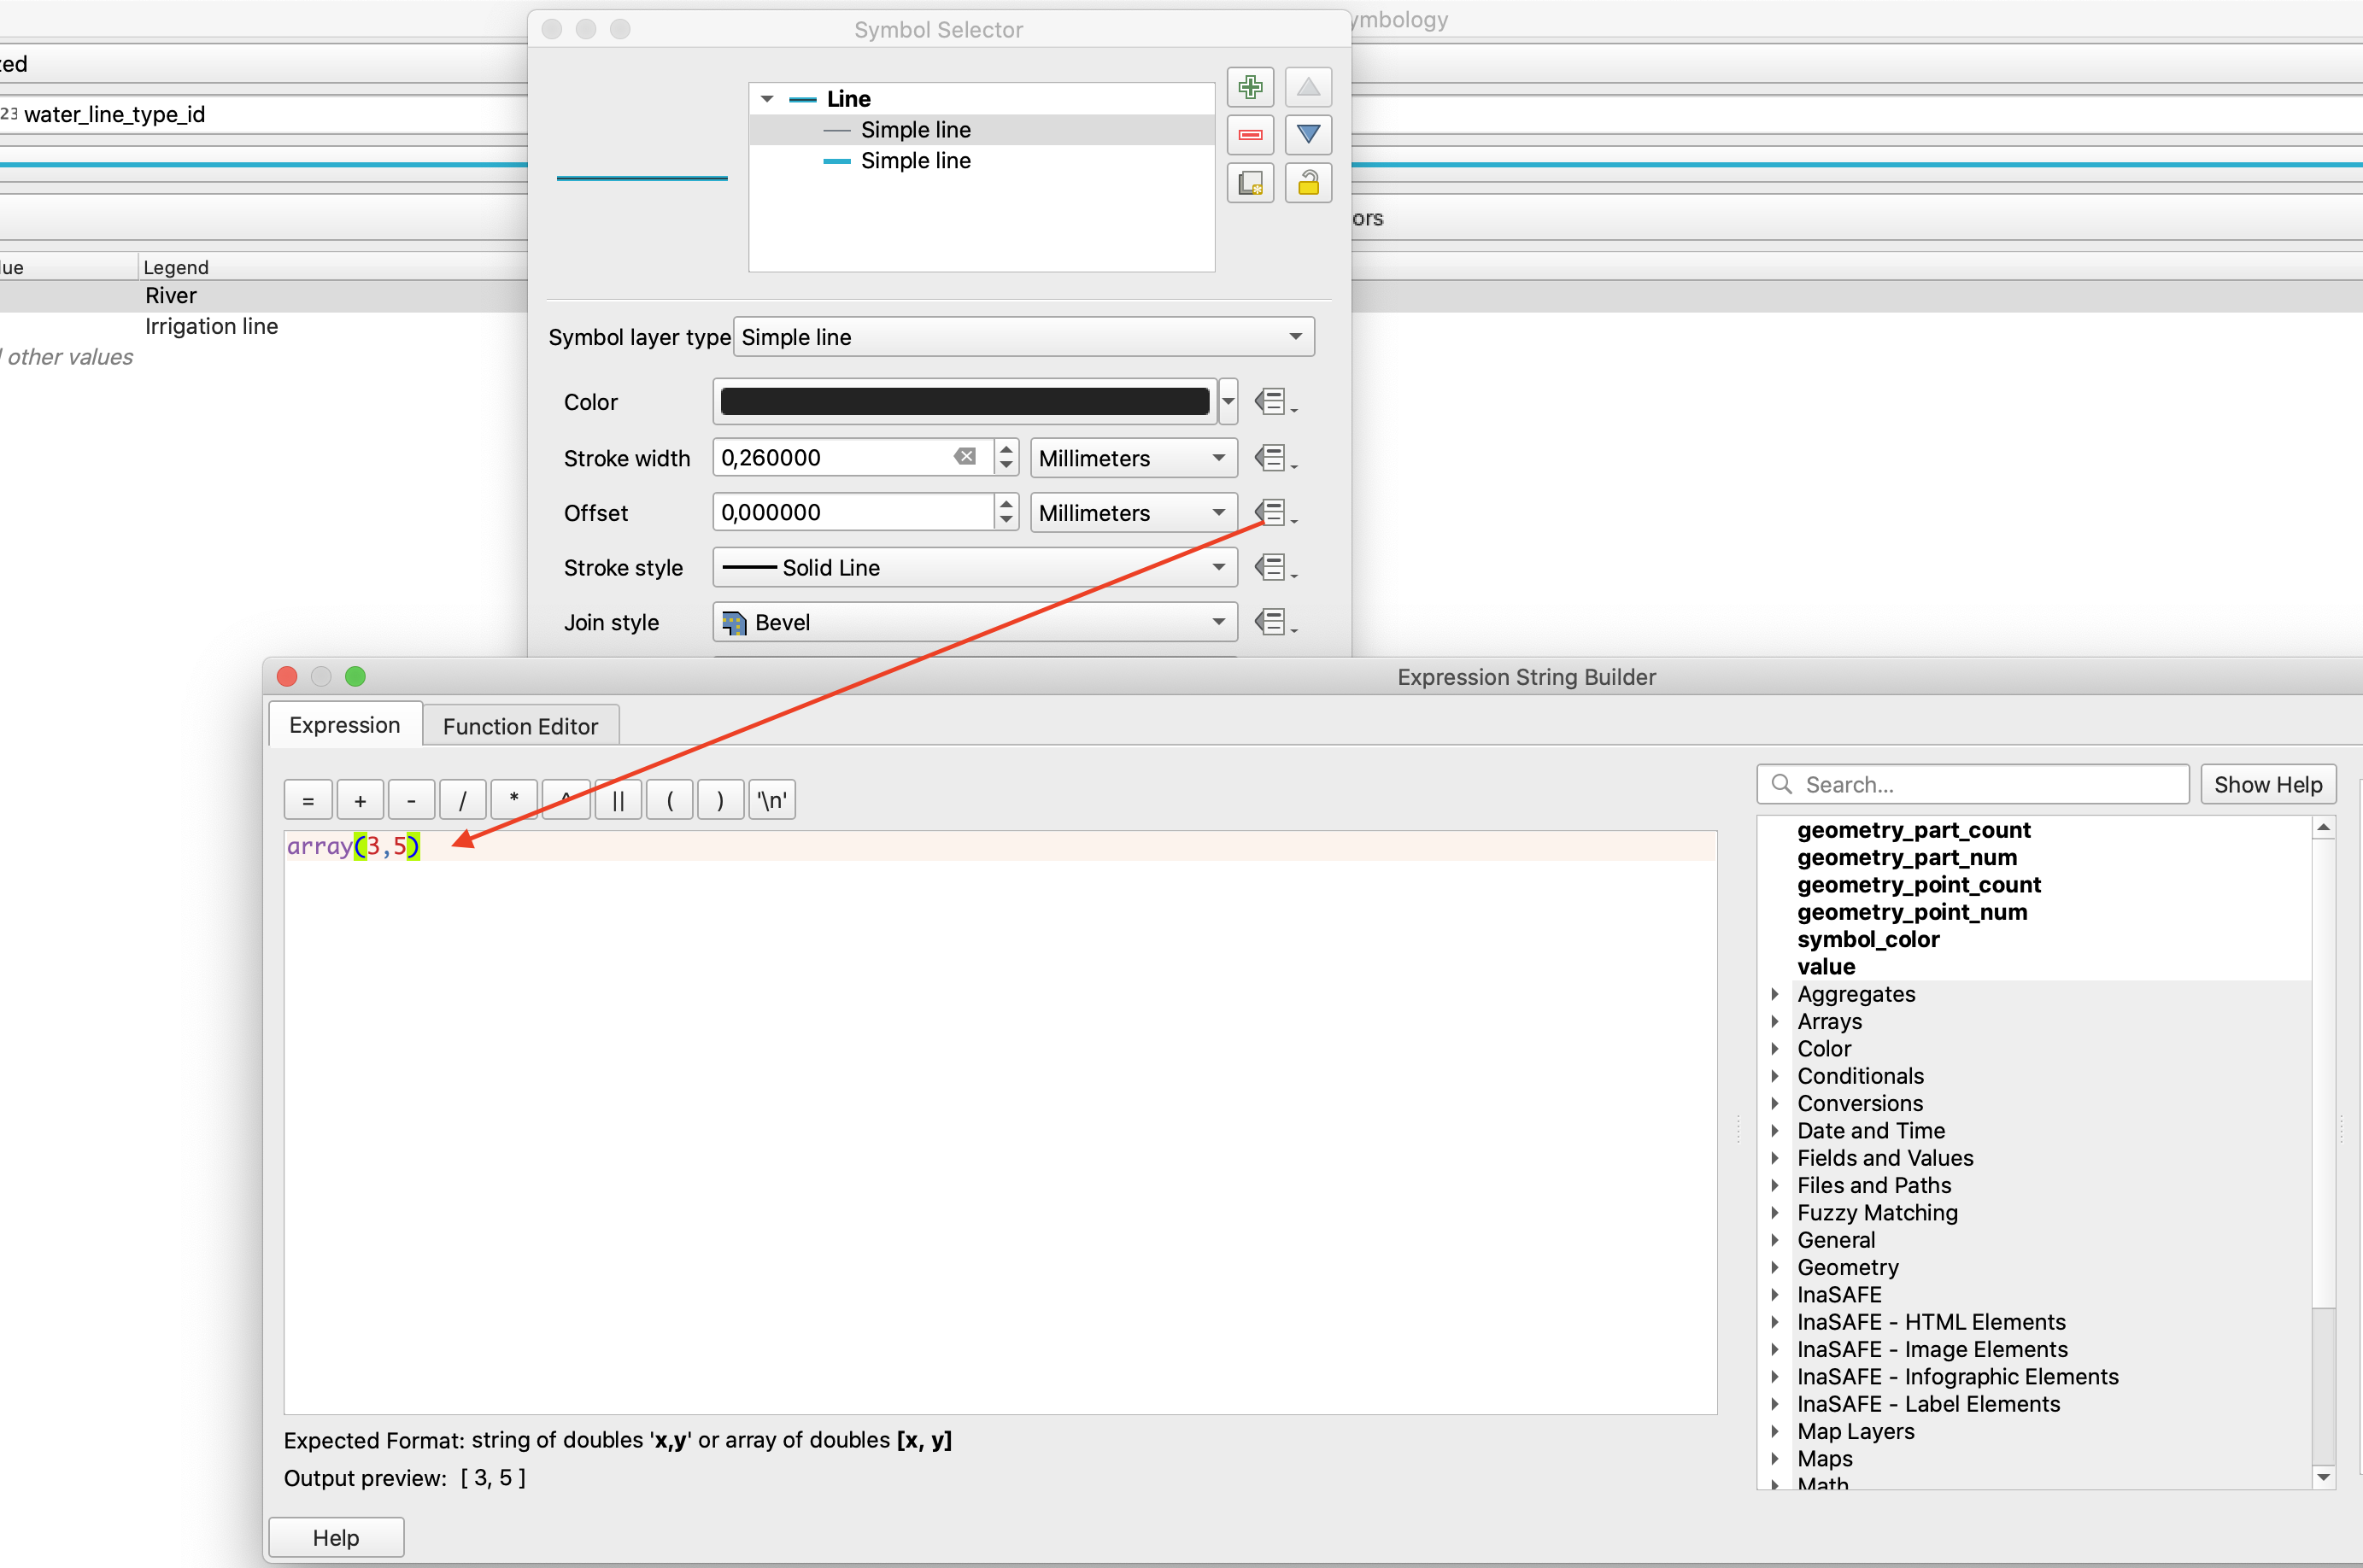 Symbol Selector
ymbology
ed
23 water_line_type_id
Line
Simple line
Simple line
ors
lue
Legend
River
Irrigation line
other values
Symbol layer type
Simple line
Color
Stroke width
0,260000
Millimeters
Offset
0,000000
Millimeters
Stroke style
Solid Line
Join style
Bevel
Expression String Builder
Expression
Function Editor
= + - / * ^ || ( ) '\n'
array(3,5)
Expected Format: string of doubles 'x,y' or array of doubles [x, y]
Output preview: [ 3, 5 ]
Help
Search...
Show Help
geometry_part_count
geometry_part_num
geometry_point_count
geometry_point_num
symbol_color
value
Aggregates
Arrays
Color
Conditionals
Conversions
Date and Time
Fields and Values
Files and Paths
Fuzzy Matching
General
Geometry
InaSAFE
InaSAFE - HTML Elements
InaSAFE - Image Elements
InaSAFE - Infographic Elements
InaSAFE - Label Elements
Map Layers
Maps
Math